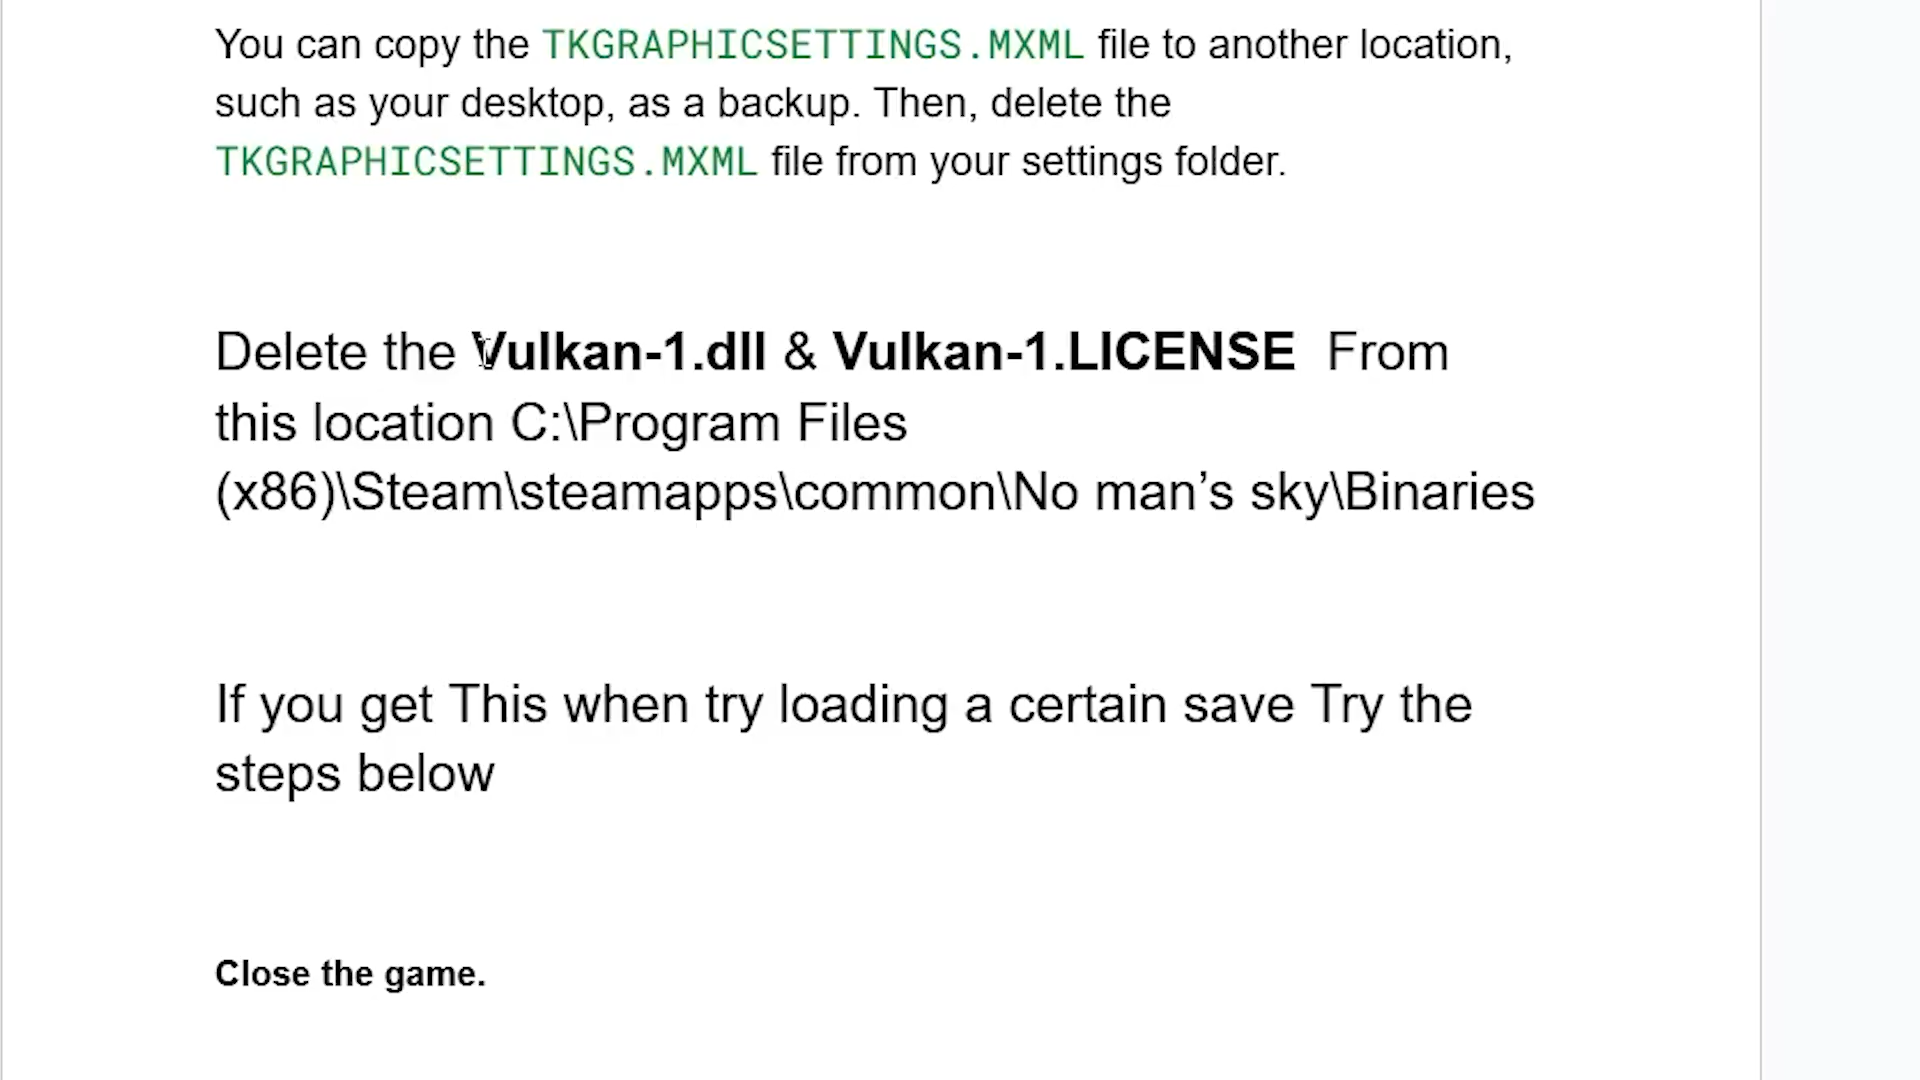 You can copy the TKGRAPHICSETTINGS.MXML file to another location,
such as your desktop, as a backup. Then, delete the
TKGRAPHICSETTINGS.MXML file from your settings folder.
Delete the Vulkan-1.dll & Vulkan-1.LICENSE From
this location C:\Program Files
(x86)\Steam\steamapps\common\No man’s sky\Binaries
If you get This when try loading a certain save Try the
steps below
Close the game.